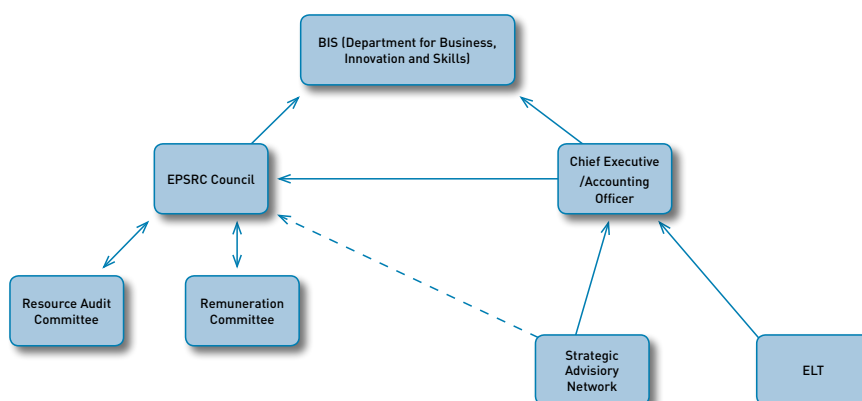 BIS (Department for Business,
Innovation and Skills)
EPSRC Council
Chief Executive
/Accounting
Officer
Resource Audit
Committee
Remuneration
Committee
Strategic
Advisiory
Network
ELT